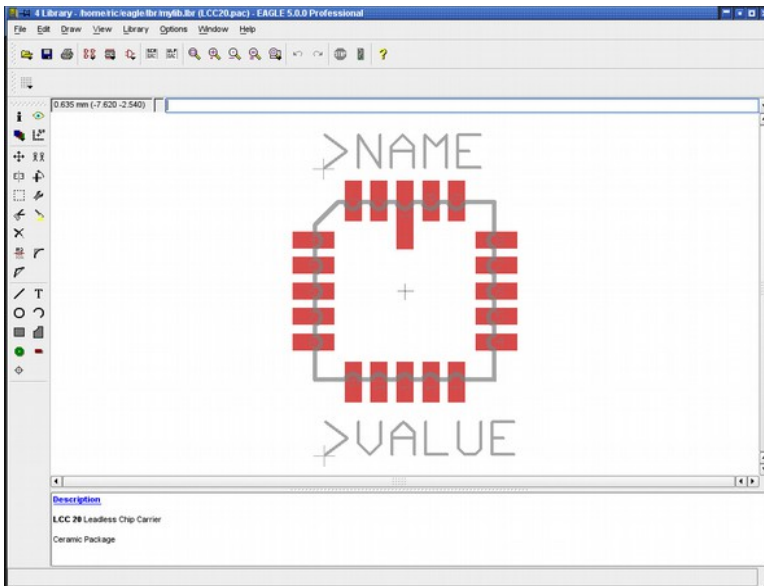 4 Library - /home/ric/eagle/lbr/mylib.lbr (LCC20.pac) - EAGLE 5.0.0 Professional
File Edit Draw View Library Options Window Help
0.635 mm (-7.620 -2.540)
>NAME
>VALUE
Description
LCC 20 Leadless Chip Carrier
Ceramic Package